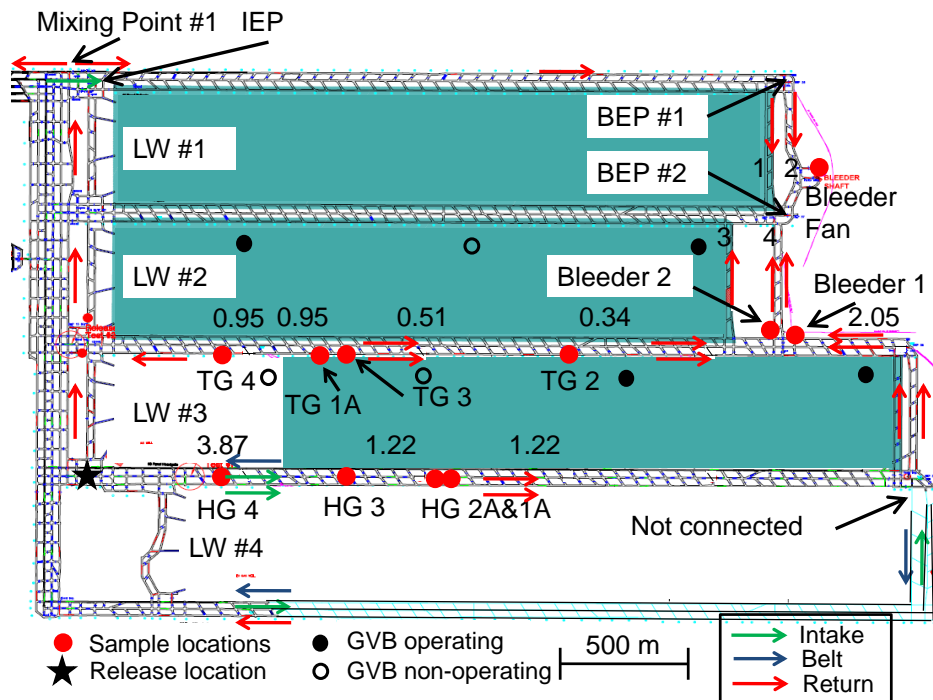 Mixing Point #1
IEP
LW #1
BEP #1
BEP #2
1
2
BLEEDER
SHAFT
Bleeder
Fan
3
4
LW #2
Bleeder 2
Bleeder 1
0.95
0.95
0.51
0.34
2.05
TG 4
TG 1A
TG 3
TG 2
LW #3
3.87
1.22
1.22
HG 4
HG 3
HG 2A&1A
Not connected
LW #4
Sample locations
Release location
GVB operating
GVB non-operating
500 m
Intake
Belt
Return